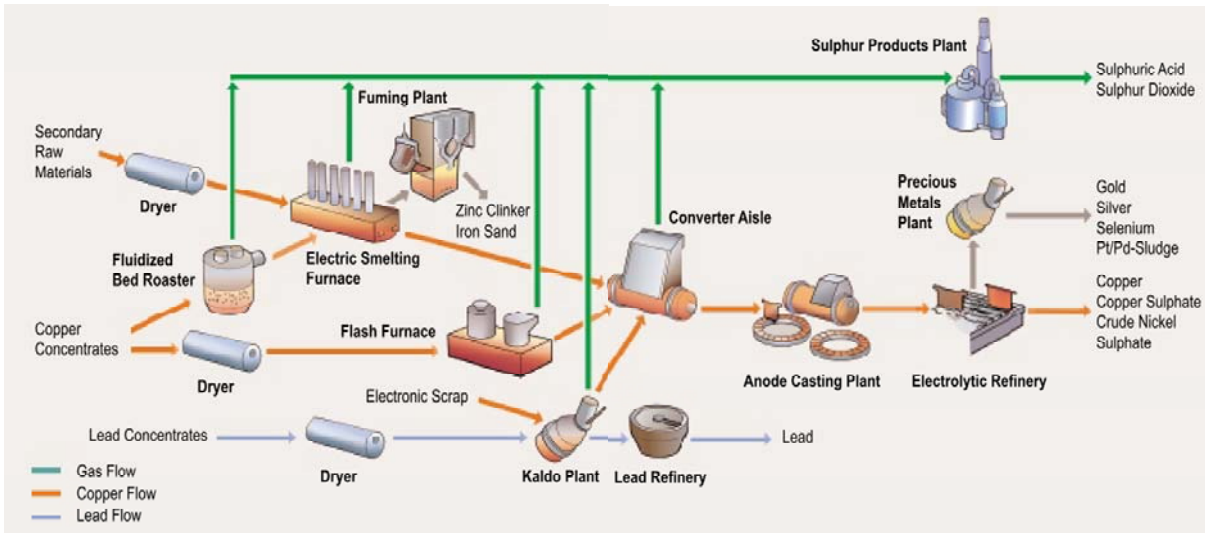 Sulphur Products Plant
Sulphuric Acid
Sulphur Dioxide
Fuming Plant
Secondary
Raw
Materials
Dryer
Zinc Clinker
Iron Sand
Precious
Metals
Plant
Gold
Silver
Selenium
Pt/Pd-Sludge
Converter Aisle
Fluidized
Bed Roaster
Electric Smelting
Furnace
Copper
Concentrates
Flash Furnace
Dryer
Copper
Copper Sulphate
Crude Nickel
Sulphate
Anode Casting Plant
Electrolytic Refinery
Electronic Scrap
Lead Concentrates
Dryer
Kaldo Plant
Lead Refinery
Lead
Gas Flow
Copper Flow
Lead Flow